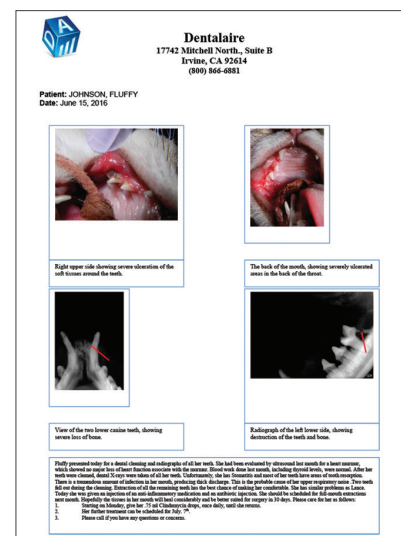 Dentalaire
17742 Mitchell North., Suite B
Irvine, CA 92614
(800) 866-6881
Patient: JOHNSON, FLUFFY
Date: June 15, 2016
Right upper side showing severe ulceration of the
soft tissues around the teeth.
The back of the mouth, showing severely ulcerated
areas in the back of the throat.
View of the two lower canine teeth, showing
severe loss of bone.
Radiograph of the left lower side, showing
destruction of the teeth and bone.
Fluffy presented today for a dental cleaning and radiographs of all her teeth. She had been evaluated by ultrasound last month for a heart murmur,
which showed no major loss of heart function associate with the murmur. Blood work done last month, including thyroid levels, were normal. After her
teeth were cleaned, dental X-rays were taken of all her teeth. Unfortunately, she has Stomatitis and most of her teeth have areas of tooth resorption.
There is a tremendous amount of infection in her mouth, producing thick discharge. This is the probable cause of her upper respiratory noise .Two teeth
fell out during the cleaning. Extraction of all the remaining teeth has the best chance of making her comfortable. She has similar problems as Lance.
Today she was given an injection of an anti-inflammatory medication and an antibiotic injection. She should be scheduled for full-mouth extractions
next month. Hopefully the tissues in her mouth will heal considerably and be better suited for surgery in 30 days. Please care for her as follows:
1. Starting on Monday, give her .75 ml Clindamycin drops, once daily, until she returns.
2. Her further treatment can be scheduled for July, 7th.
3. Please call if you have any questions or concerns.